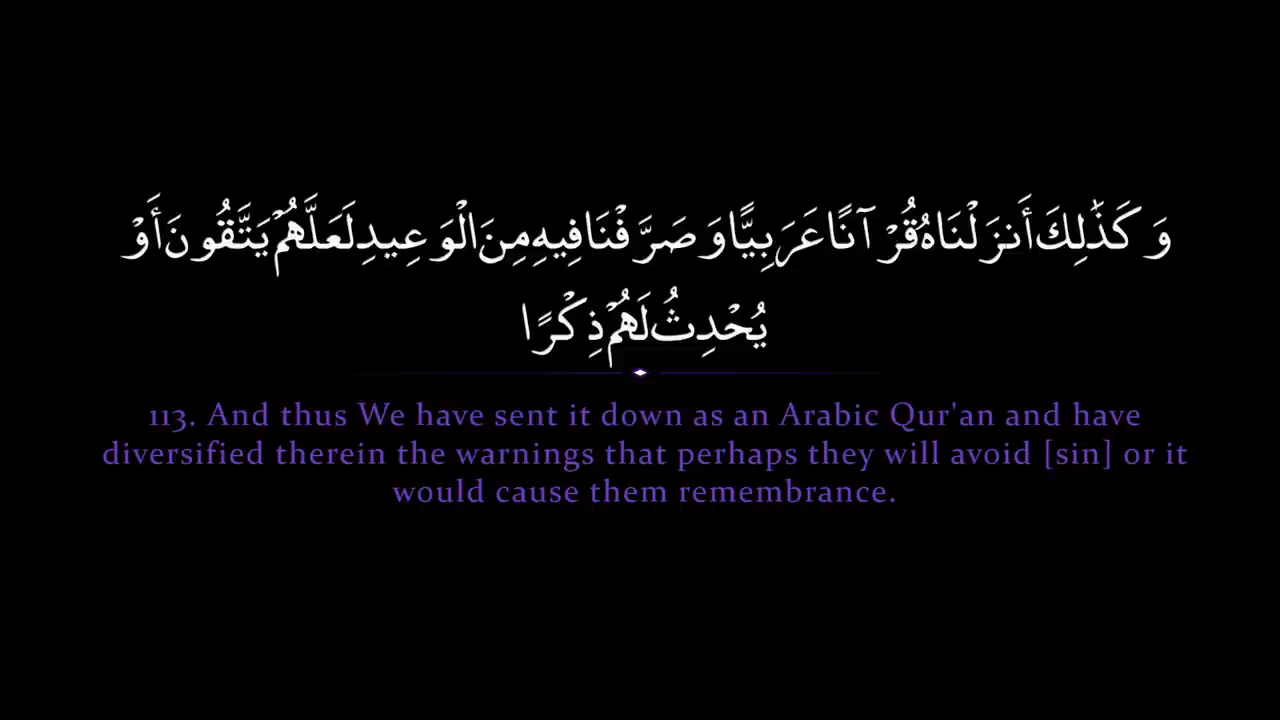 وَكَذَٰلِكَ أَنزَلْنَاهُ قُرْآنًا عَرَبِيًّا وَصَرَّفْنَا فِيهِ مِنَ الْوَعِيدِ لَعَلَّهُمْ يَتَّقُونَ أَوْ
يُحْدِثُ لَهُمْ ذِكْرًا
113. And thus We have sent it down as an Arabic Qur'an and have
diversified therein the warnings that perhaps they will avoid [sin] or it
would cause them remembrance.